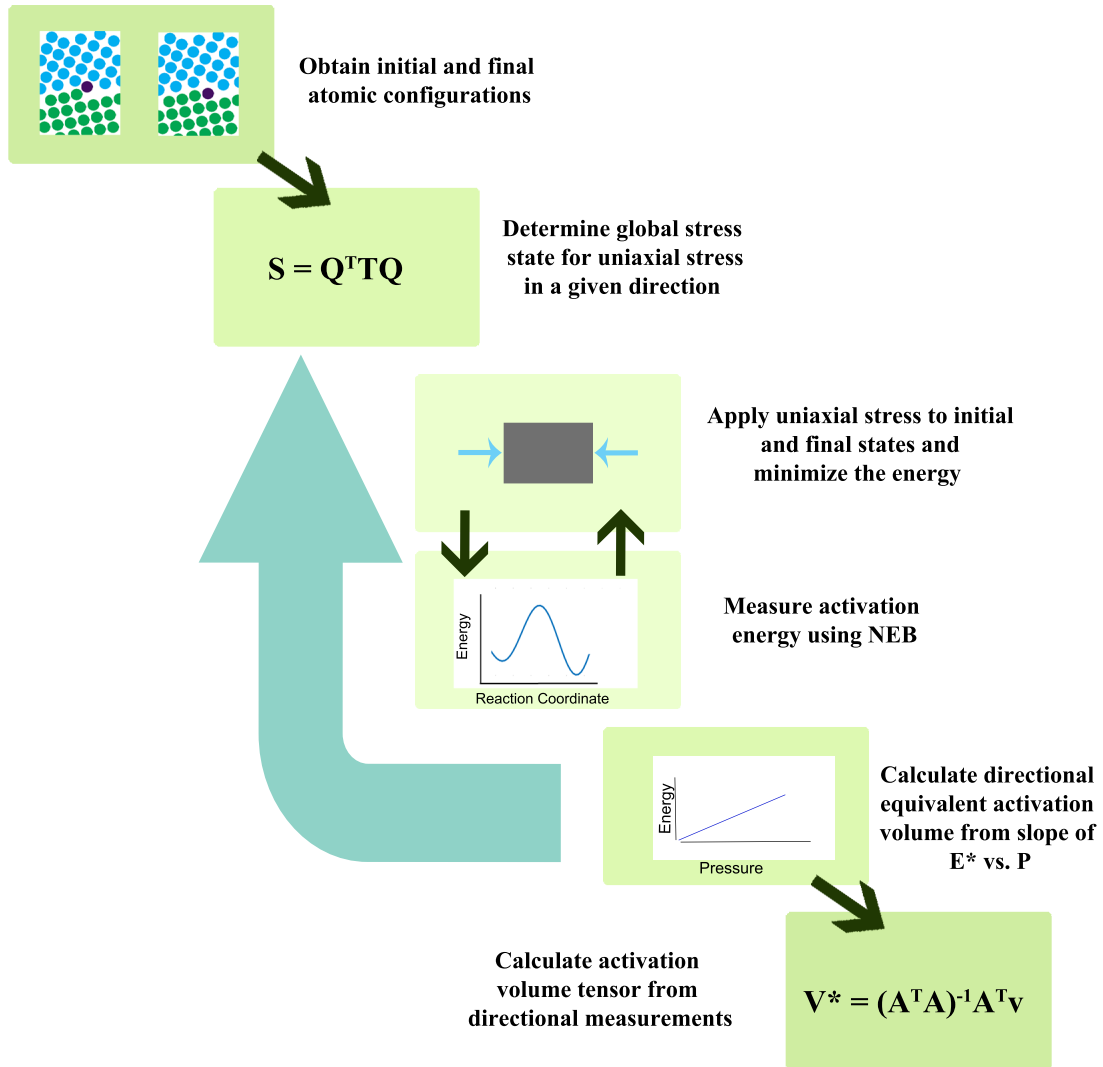 Obtain initial and final
atomic configurations
S = QᵀTQ
Determine global stress
state for uniaxial stress
in a given direction
Apply uniaxial stress to initial
and final states and
minimize the energy
Energy
Reaction Coordinate
Measure activation
energy using NEB
Energy
Pressure
Calculate directional
equivalent activation
volume from slope of
E* vs. P
Calculate activation
volume tensor from
directional measurements
V* = (AᵀA)⁻¹Aᵀv